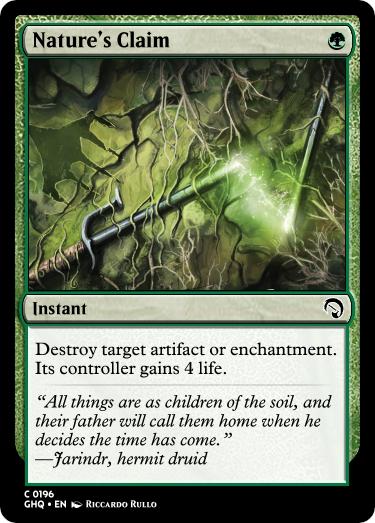 Nature's Claim
Instant
Destroy target artifact or enchantment.
Its controller gains 4 life.
“All things are as children of the soil, and
their father will call them home when he
decides the time has come.”
—Jarindr, hermit druid
C 0196
GHQ • EN Riccardo Rullo